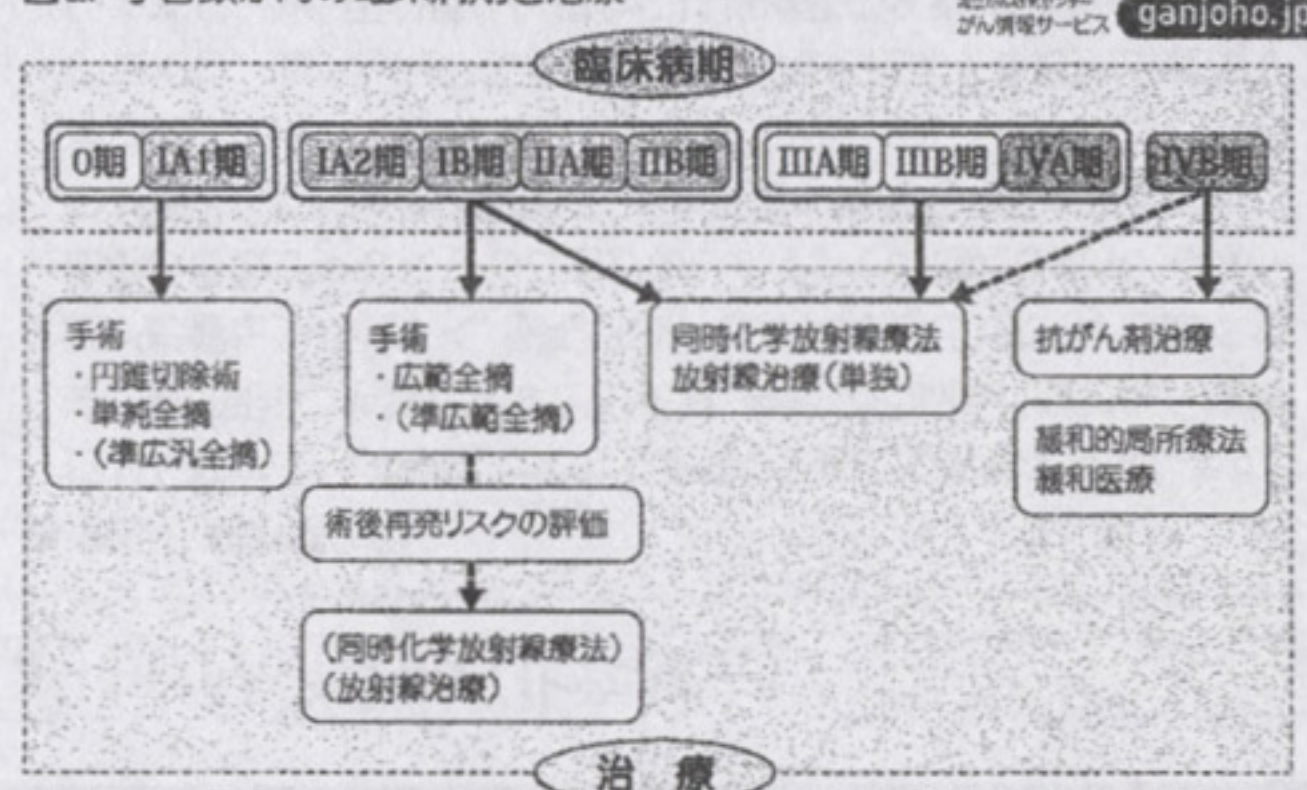 がん情報サービス ganjoho.jp
臨床病期
0期 IA1期 IA2期 IB期 IIA期 IIB期 IIIA期 IIIB期 IVA期 IVB期
手術
・円錐切除術
・単純全摘
・(準広汎全摘)
手術
・広範全摘
・(準広範全摘)
術後再発リスクの評価
(同時化学放射線療法)
(放射線治療)
同時化学放射線療法
放射線治療(単独)
抗がん剤治療
緩和的局所療法
緩和医療
治 療